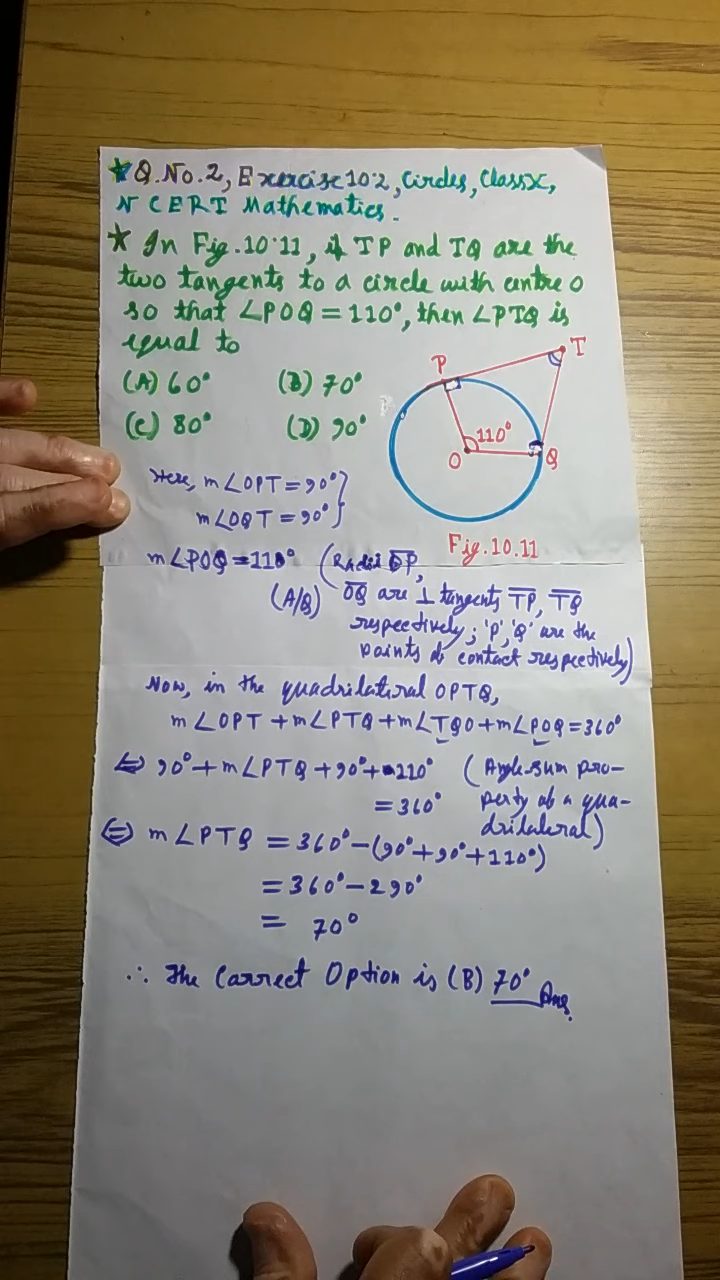 ★ Q.No.2, Exercise 10.2, Circles, Class X,
NCERT Mathematics.
★ In Fig.10.11, if TP and TQ are the
two tangents to a circle with centre O
so that ∠POQ = 110°, then ∠PTQ is
equal to
(A) 60° (B) 70°
(C) 80° (D) 90°
P
T
110°
O
Q
Fig.10.11
Here, m∠OPT = 90° }
m∠OQT = 90° }
m∠POQ = 110° (Radii OP,
(A/Q) OQ are ⊥ tangents TP, TQ
respectively; 'P', 'Q' are the
points of contact respectively)
Now, in the quadrilateral OPTQ,
m∠OPT + m∠PTQ + m∠TQO + m∠POQ = 360°
⇔ 90° + m∠PTQ + 90° + 110° (Angle-sum pro-
= 360° perty of a qua-
drilateral)
⇔ m∠PTQ = 360° - (90° + 90° + 110°)
= 360° - 290°
= 70°
∴ The Correct Option is (B) 70° Ans.